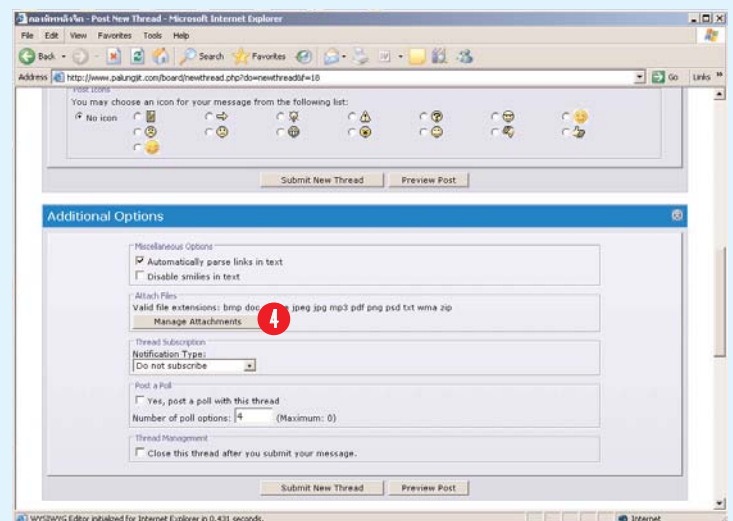 กองทัพหนังจีก - Post New Thread - Microsoft Internet Explorer
File Edit View Favorites Tools Help
Back Search Favorites
Address http://www.palungjit.com/board/newthread.php?do=newthread&f=10 Go Links »
Post Icons
You may choose an icon for your message from the following list:
No icon
Submit New Thread Preview Post
Additional Options
Miscellaneous Options
Automatically parse links in text
Disable smilies in text
Attach Files
Valid file extensions: bmp doc jpeg jpg mp3 pdf png psd txt wma zip
Manage Attachments 4
Thread Subscription
Notification Type:
Do not subscribe
Post a Poll
Yes, post a poll with this thread
Number of poll options: 4 (Maximum: 0)
Thread Management
Close this thread after you submit your message.
Submit New Thread Preview Post
WYSIWYG Editor initialized for Internet Explorer in 0.431 seconds. Internet